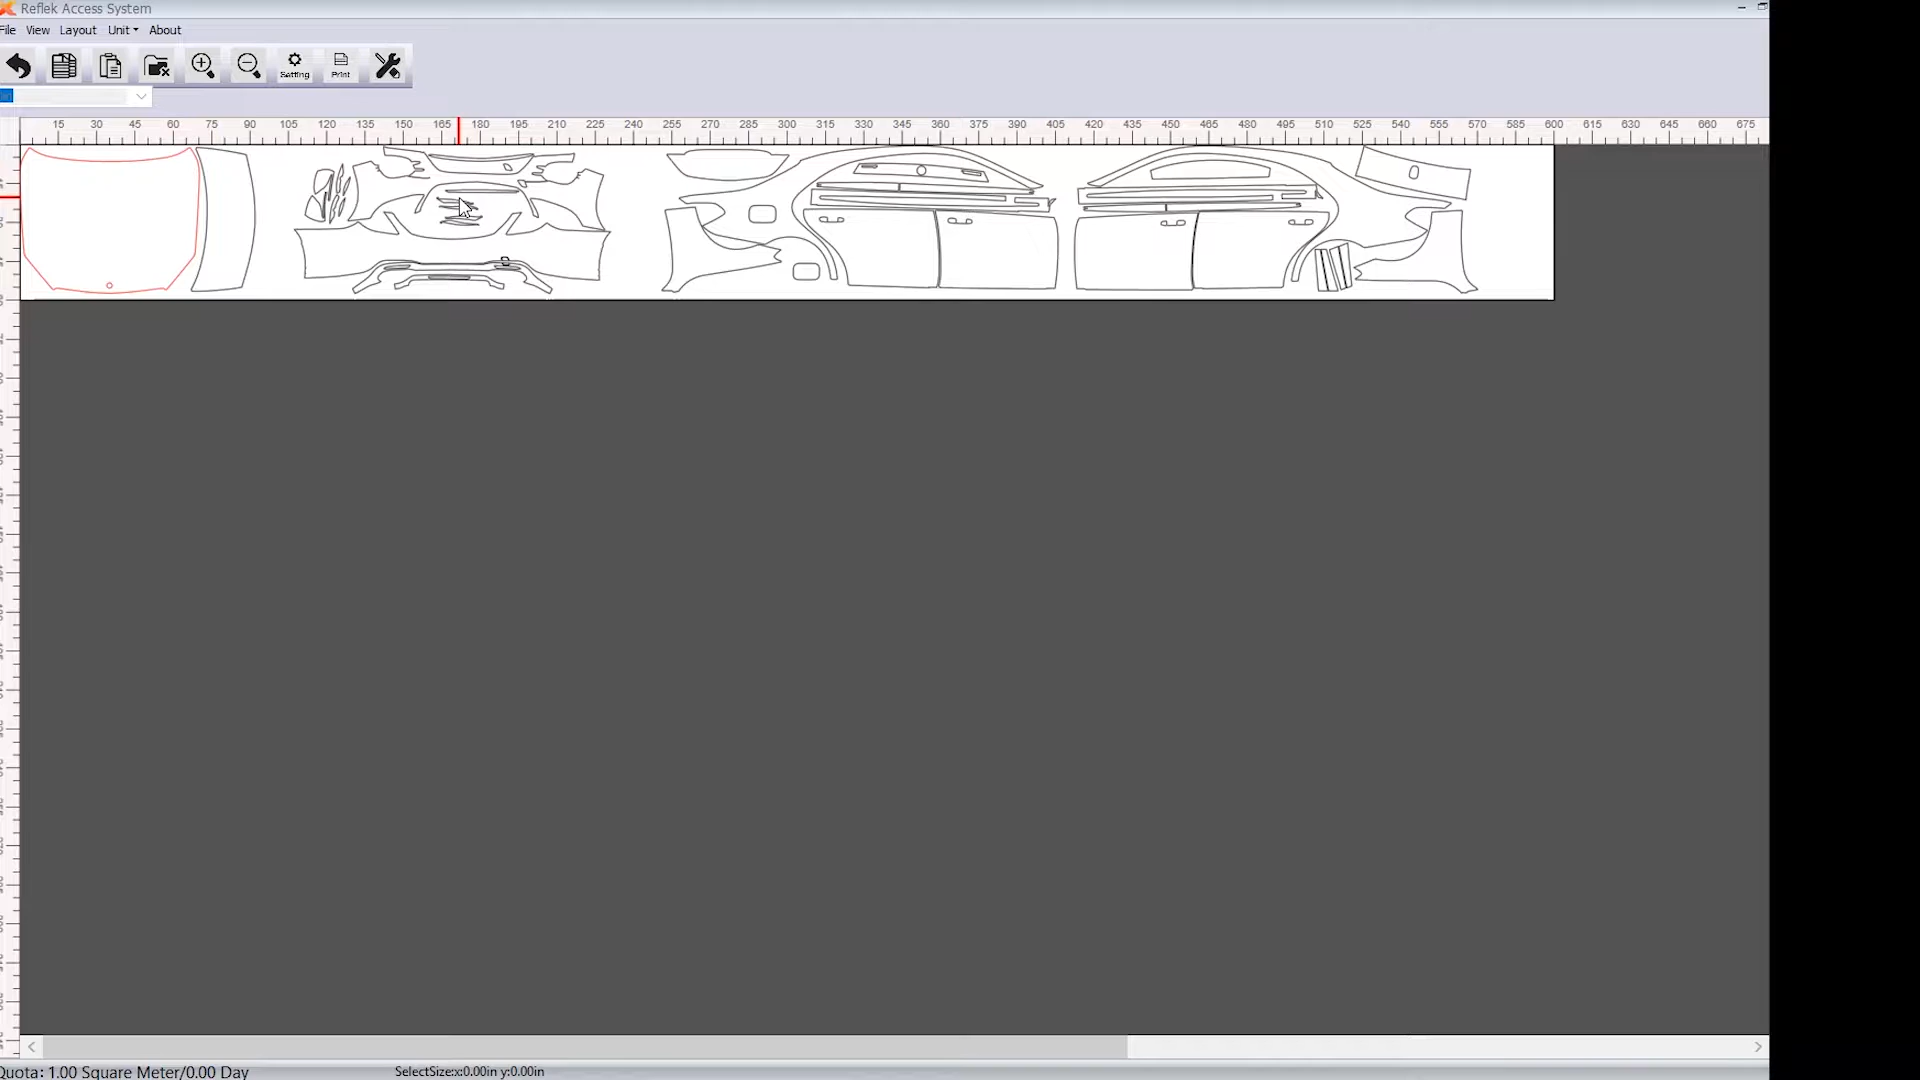 Reflek Access System
File View Layout Unit About
Setting Print
15 30 45 60 75 90 105 120 135 150 165 180 195 210 225 240 255 270 285 300 315 330 345 360 375 390 405 420 435 450 465 480 495 510 525 540 555 570 585 600 615 630 645 660 675
Quota: 1.00 Square Meter/0.00 Day SelectSize:x:0.00in y:0.00in